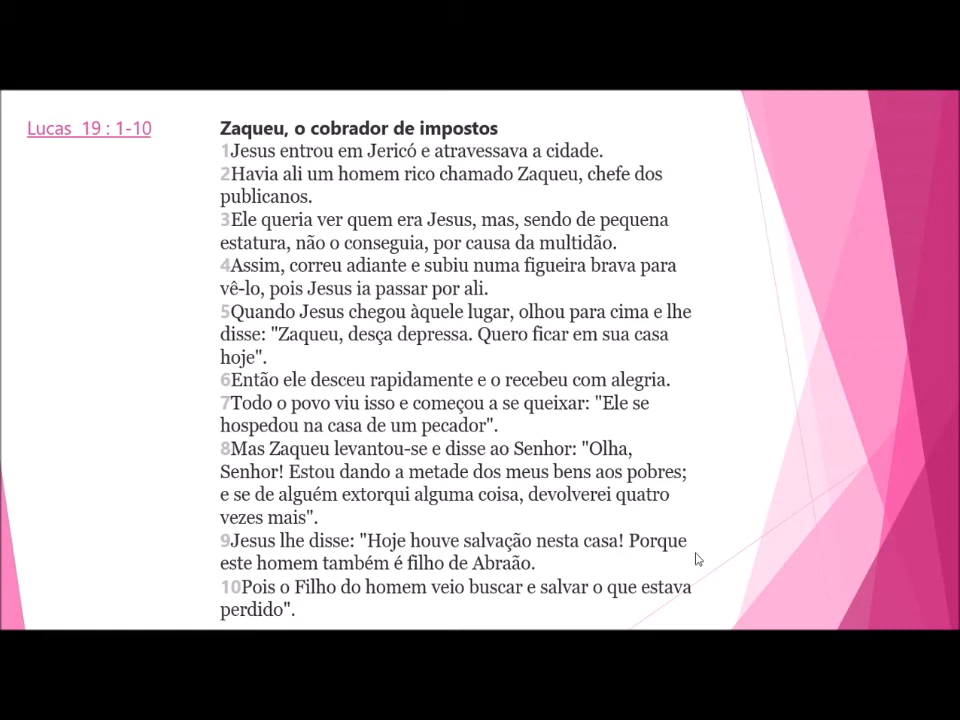 Lucas 19 : 1-10
Zaqueu, o cobrador de impostos
1Jesus entrou em Jericó e atravessava a cidade.
2Havia ali um homem rico chamado Zaqueu, chefe dos
publicanos.
3Ele queria ver quem era Jesus, mas, sendo de pequena
estatura, não o conseguia, por causa da multidão.
4Assim, correu adiante e subiu numa figueira brava para
vê-lo, pois Jesus ia passar por ali.
5Quando Jesus chegou àquele lugar, olhou para cima e lhe
disse: "Zaqueu, desça depressa. Quero ficar em sua casa
hoje".
6Então ele desceu rapidamente e o recebeu com alegria.
7Todo o povo viu isso e começou a se queixar: "Ele se
hospedou na casa de um pecador".
8Mas Zaqueu levantou-se e disse ao Senhor: "Olha,
Senhor! Estou dando a metade dos meus bens aos pobres;
e se de alguém extorqui alguma coisa, devolverei quatro
vezes mais".
9Jesus lhe disse: "Hoje houve salvação nesta casa! Porque
este homem também é filho de Abraão.
10Pois o Filho do homem veio buscar e salvar o que estava
perdido".